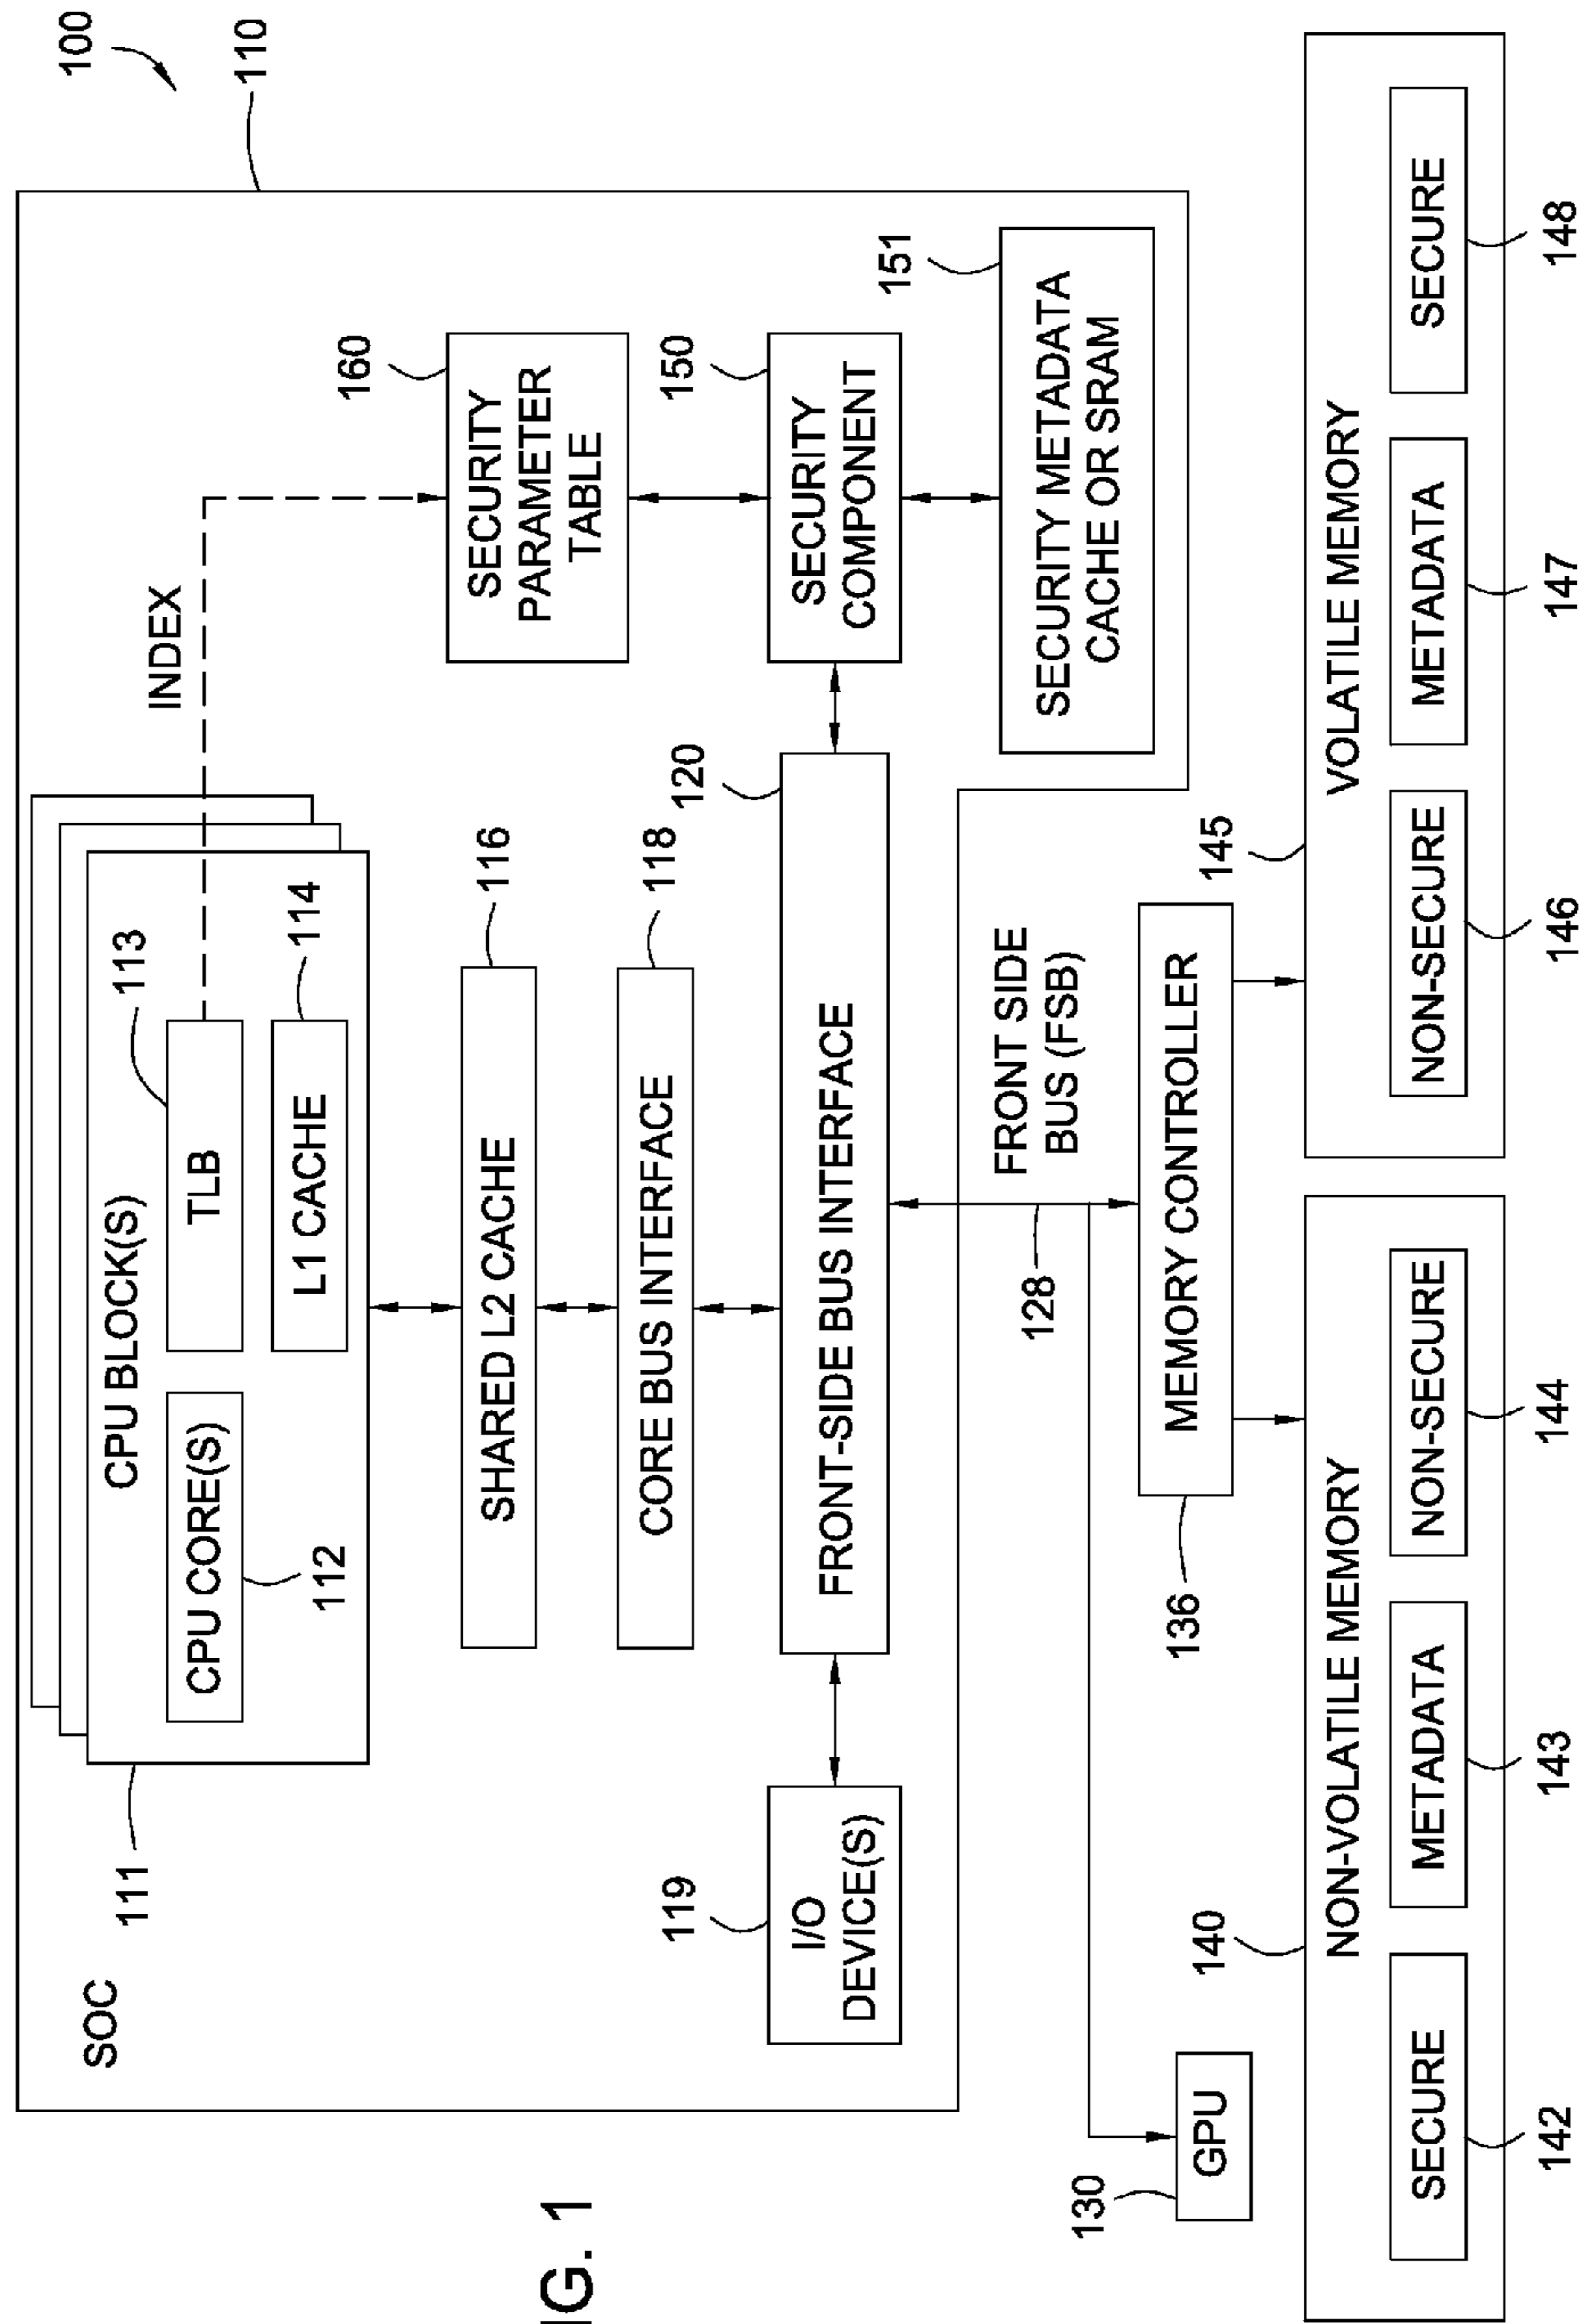 100
110
SOC
111
CPU BLOCK(S)
CPU CORE(S)
112
TLB
113
L1 CACHE
114
INDEX
SHARED L2 CACHE
116
160
SECURITY
PARAMETER
TABLE
CORE BUS INTERFACE
118
119
I/O
DEVICE(S)
FRONT-SIDE BUS INTERFACE
120
150
SECURITY
COMPONENT
151
SECURITY METADATA
CACHE OR SRAM
128
FRONT SIDE
BUS (FSB)
130
GPU
136
MEMORY CONTROLLER
140
NON-VOLATILE MEMORY
SECURE
142
METADATA
143
NON-SECURE
144
145
VOLATILE MEMORY
NON-SECURE
146
METADATA
147
SECURE
148
IG. 1